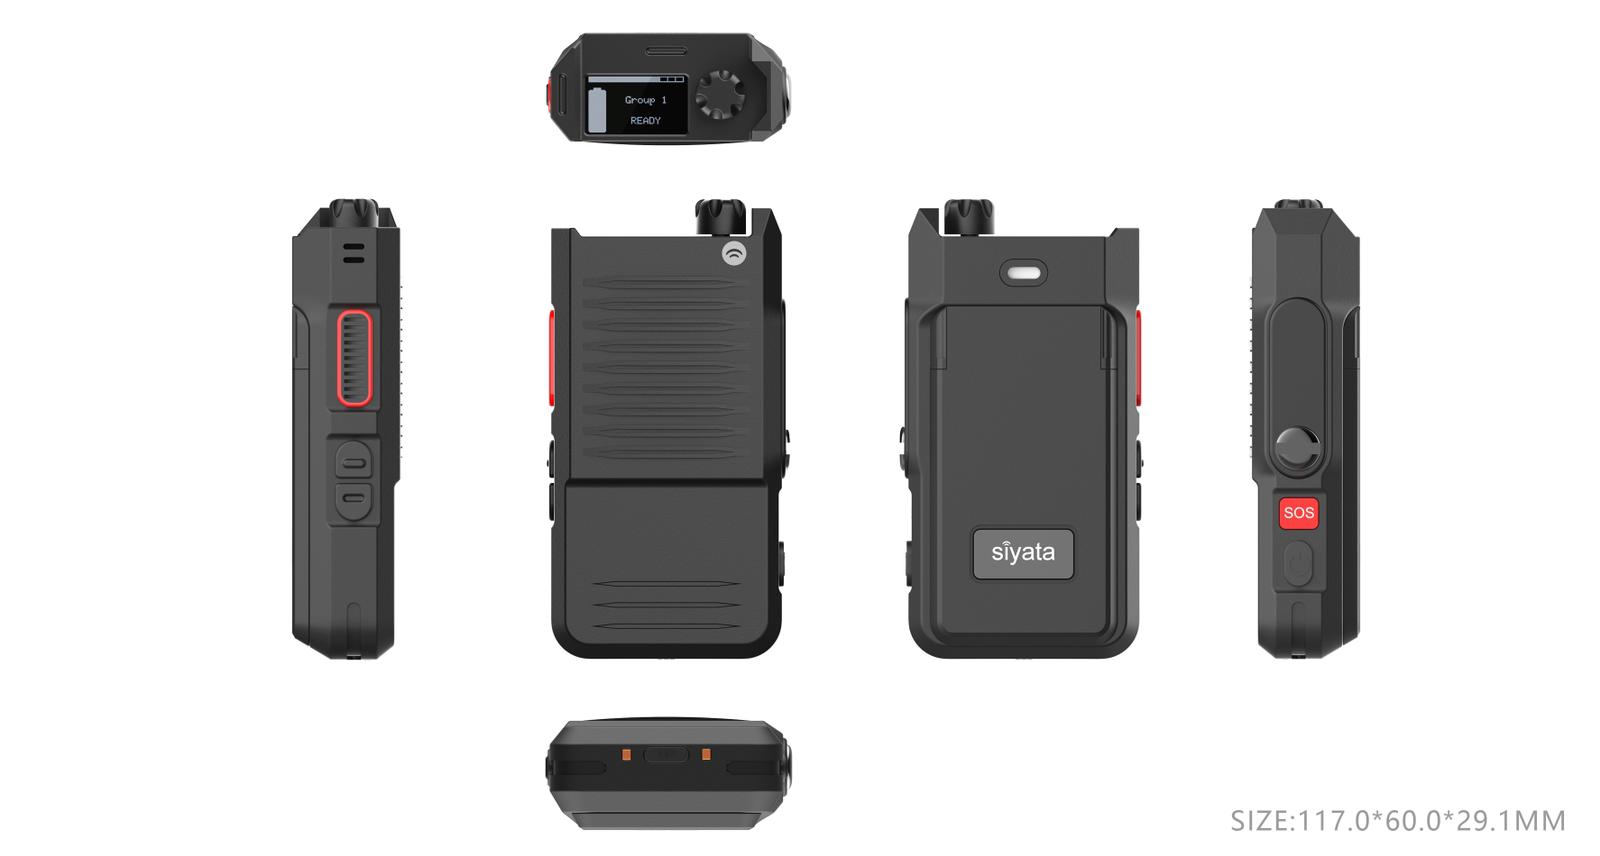 Group 1
READY
siyata
SOS
SIZE:117.0*60.0*29.1MM